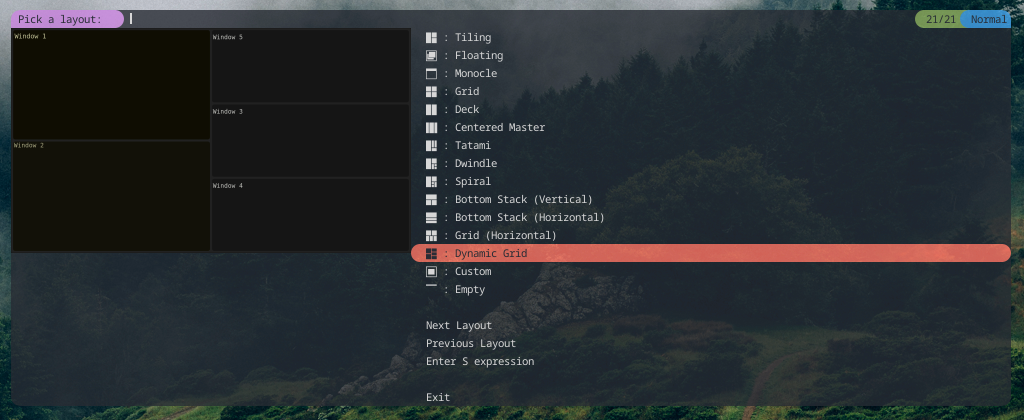 Pick a layout:
21/21 Normal
Window 1
Window 2
Window 5
Window 3
Window 4
: Tiling
: Floating
: Monocle
: Grid
: Deck
: Centered Master
: Tatami
: Dwindle
: Spiral
: Bottom Stack (Vertical)
: Bottom Stack (Horizontal)
: Grid (Horizontal)
: Dynamic Grid
: Custom
: Empty
Next Layout
Previous Layout
Enter S expression
Exit